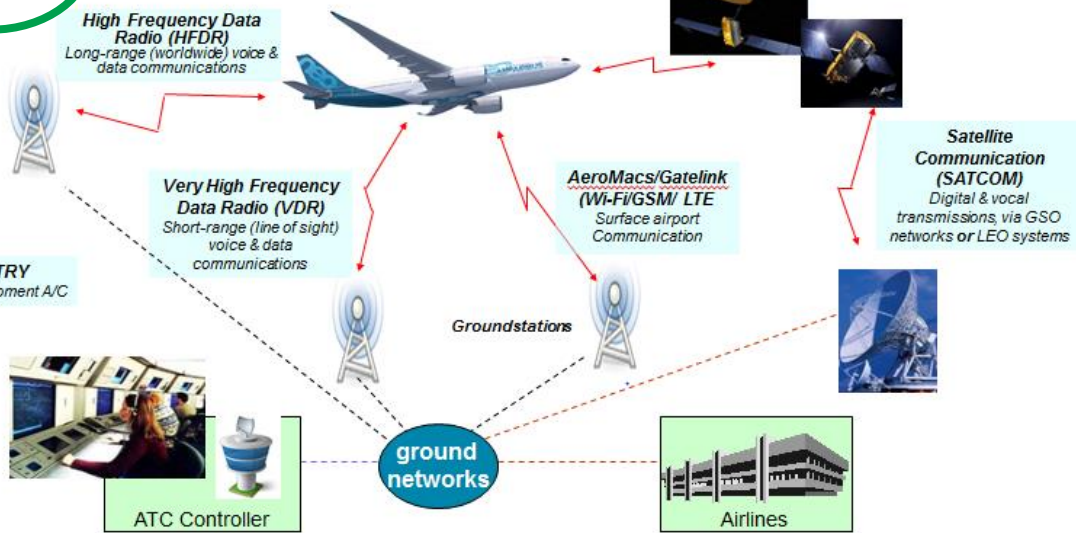 High Frequency Data
Radio (HFDR)
Long-range (worldwide) voice &
data communications
Very High Frequency
Data Radio (VDR)
Short-range (line of sight)
voice & data
communications
AeroMacs/Gatelink
(Wi-Fi/GSM/ LTE
Surface airport
Communication
Satellite
Communication
(SATCOM)
Digital & vocal
transmissions, via GSO
networks or LEO systems
TRY
oment A/C
Groundstations
ground
networks
ATC Controller
Airlines